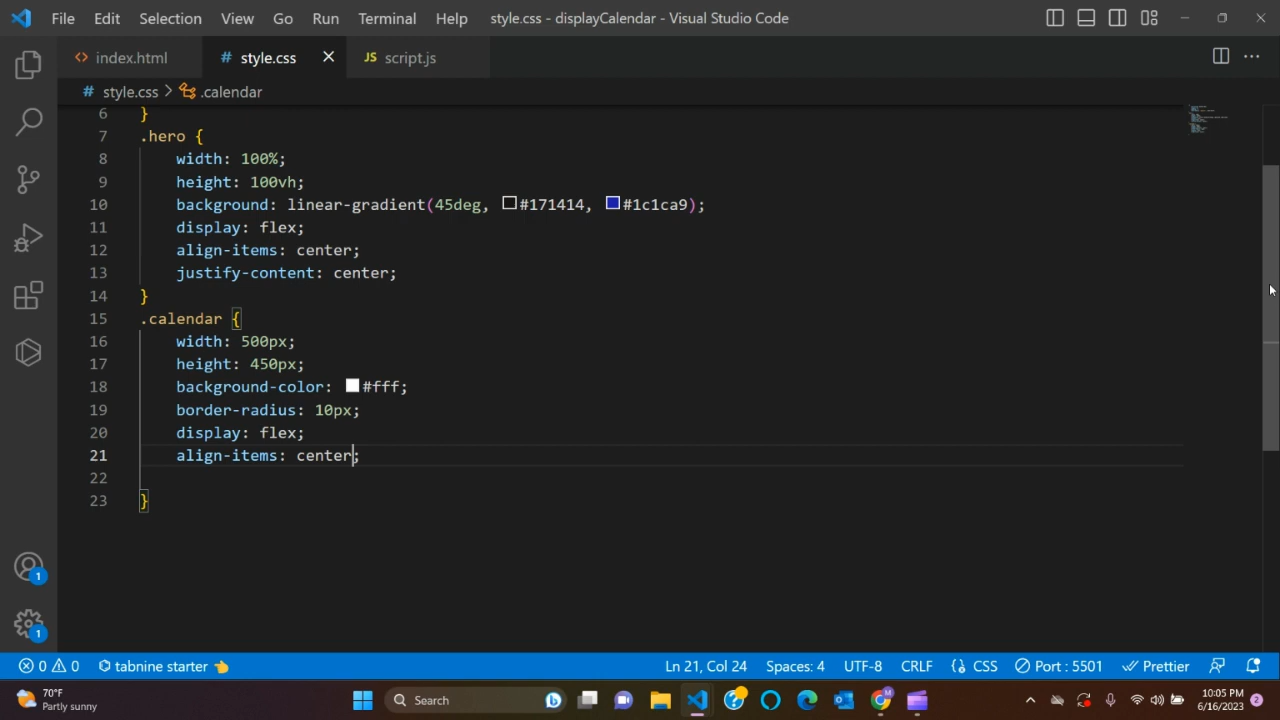 File Edit Selection View Go Run Terminal Help style.css - displayCalendar - Visual Studio Code
<> index.html # style.css JS script.js
# style.css > .calendar
6 }
7 .hero {
8 width: 100%;
9 height: 100vh;
10 background: linear-gradient(45deg, #171414, #1c1ca9);
11 display: flex;
12 align-items: center;
13 justify-content: center;
14 }
15 .calendar {
16 width: 500px;
17 height: 450px;
18 background-color: #fff;
19 border-radius: 10px;
20 display: flex;
21 align-items: center;
22
23 }
1
1
0 0 tabnine starter Ln 21, Col 24 Spaces: 4 UTF-8 CRLF CSS Port : 5501 Prettier
70°F
Partly sunny
Search
10:05 PM
6/16/2023
2